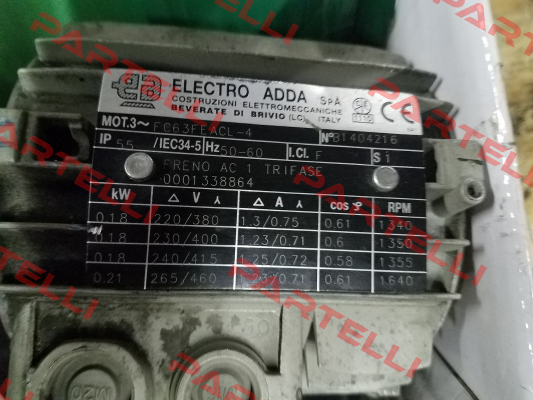 ELECTRO ADDA SpA
COSTRUZIONI ELETTROMECCANICHE
BEVERATE DI BRIVIO (LC) ITALY
CE
MOT.3~ FC63FEACL-4 N° 81404216
IP 55 /IEC34-5 Hz 50-60 I.Cl. F S 1
FRENO AC 1 TRIFASE
0001338864
kW Δ V Y Δ A Y cos φ RPM
0.18 220/380 1.3/0.75 0.61 1340
0.18 230/400 1.23/0.71 0.6 1350
0.18 240/415 1.25/0.72 0.58 1355
0.21 265/460 0.61 1640
M20
PARTELLI
PARTELLI
PARTELLI